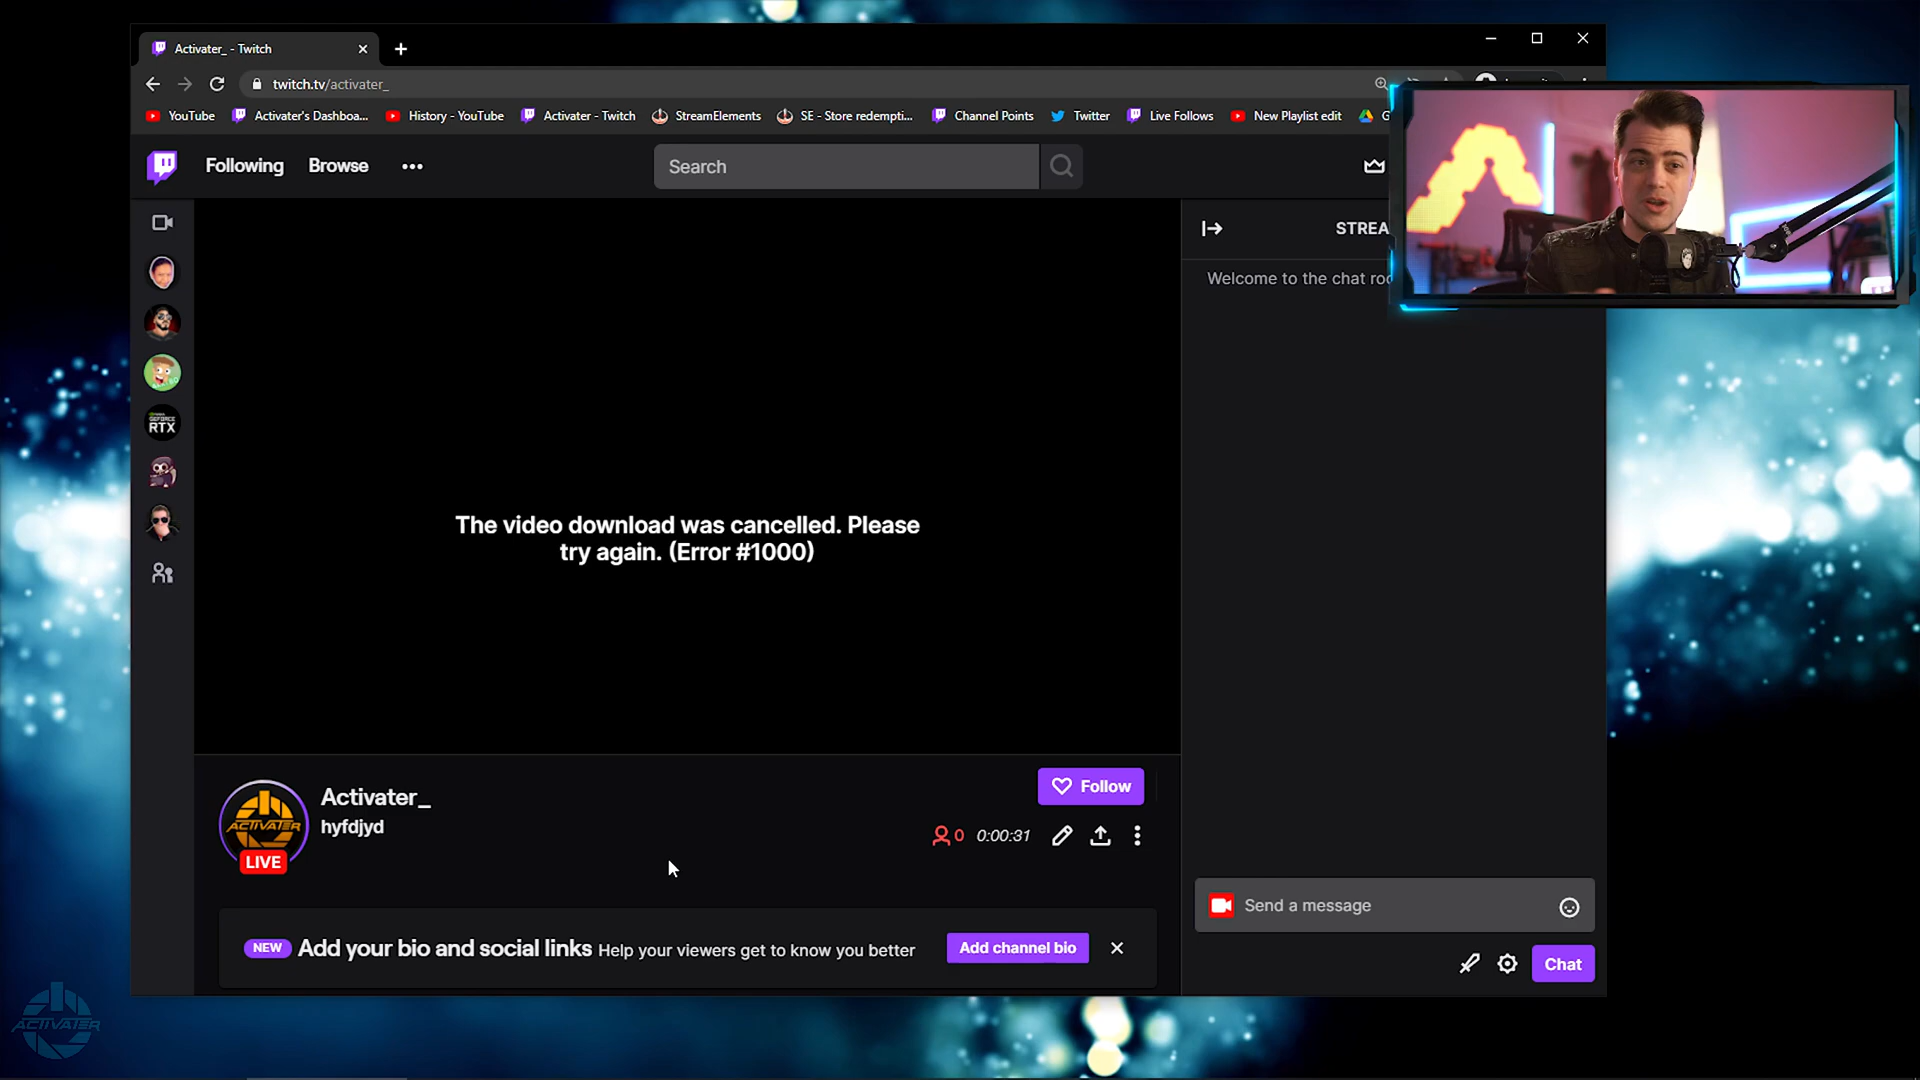 Activater_ - Twitch
twitch.tv/activater_
YouTube
Activater's Dashboa...
History - YouTube
Activater - Twitch
StreamElements
SE - Store redempti...
Channel Points
Twitter
Live Follows
New Playlist edit
G
Following
Browse
Search
STREA
Welcome to the chat roo
GEFORCE
RTX
The video download was cancelled. Please
try again. (Error #1000)
Activater_
hyfdjyd
ACTIVATER
LIVE
Follow
0
0:00:31
NEW
Add your bio and social links Help your viewers get to know you better
Add channel bio
Send a message
Chat
ACTIVATER